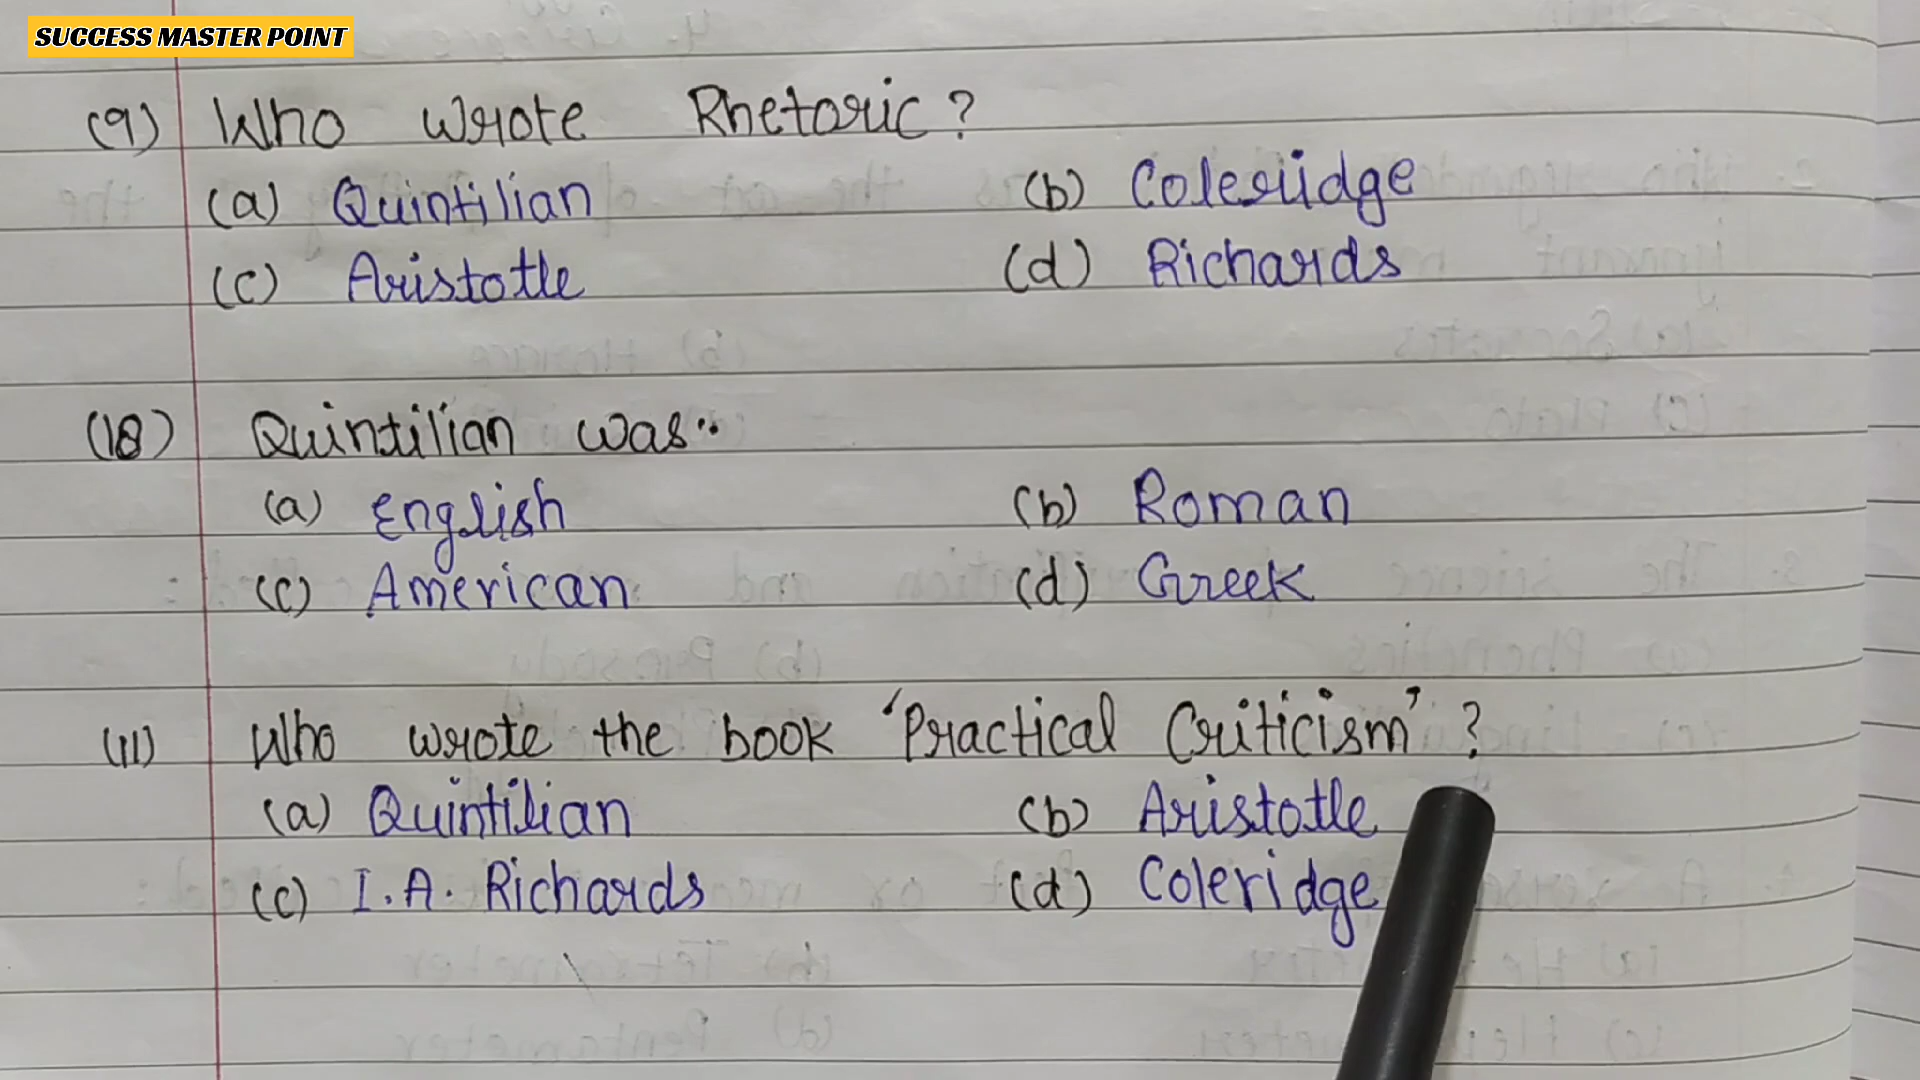 SUCCESS MASTER POINT
(9) Who wrote Rhetoric?
(a) Quintilian (b) Coleridge
(c) Aristotle (d) Richards
(10) Quintilian was..
(a) English (b) Roman
(c) American (d) Greek
(11) Who wrote the book 'Practical Criticism'?
(a) Quintilian (b) Aristotle
(c) I.A. Richards (d) Coleridge